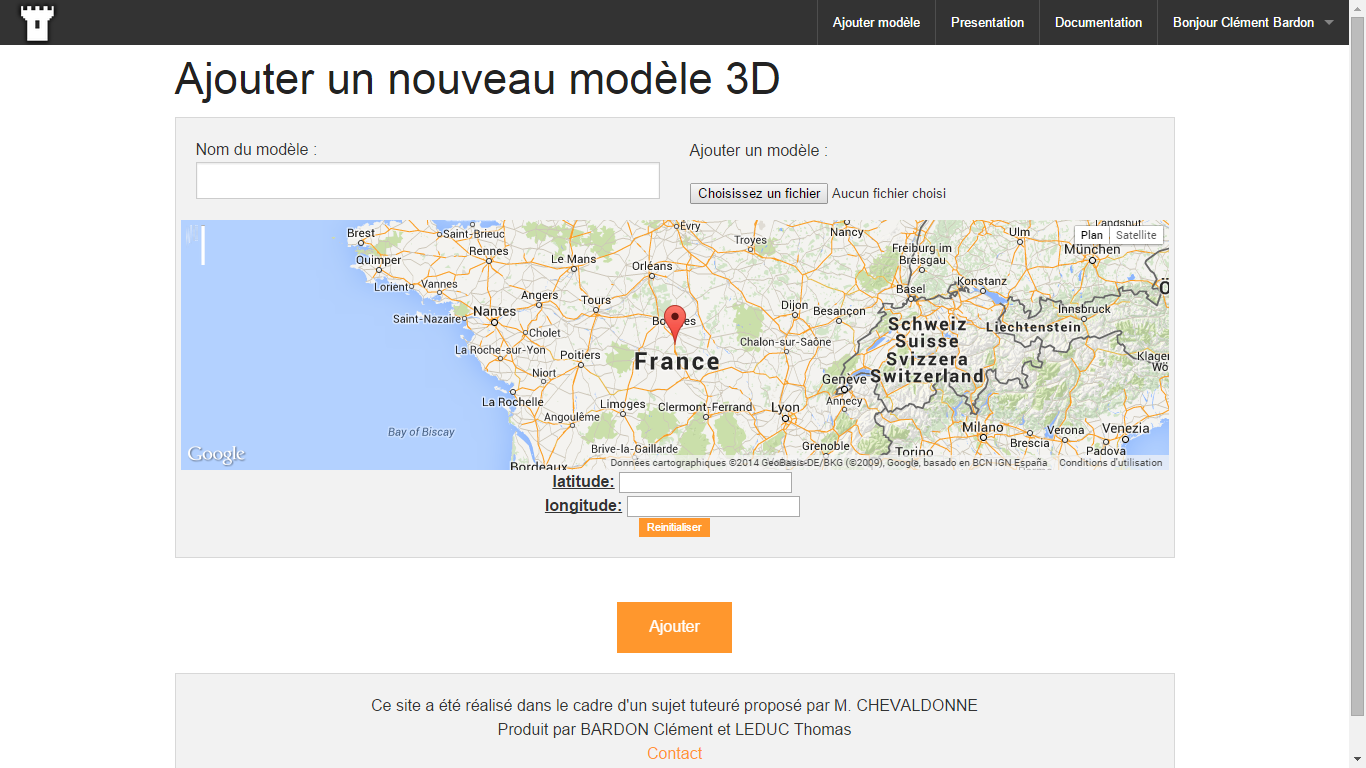 Ajouter modèle
Presentation
Documentation
Bonjour Clément Bardon
Ajouter un nouveau modèle 3D
Nom du modèle :
Ajouter un modèle :
Choisissez un fichier
Aucun fichier choisi
Plan
Satellite
Brest
Saint-Brieuc
Évry
Troyes
Nancy
Ulm
Landshut
München
Quimper
Rennes
Le Mans
Orléans
Freiburg im
Breisgau
Lorient
Vannes
Angers
Tours
Basel
Konstanz
Saint-Nazaire
Nantes
Dijon
Besançon
Innsbruck
Cholet
Schweiz
Suisse
Svizzera
Switzerland
Liechtenstein
La Roche-sur-Yon
Poitiers
France
Chalon-sur-Saône
Niort
Genève
Annecy
La Rochelle
Limoges
Clermont-Ferrand
Lyon
Angoulême
Bay of Biscay
Brive-la-Gaillarde
Grenoble
Milano
Brescia
Verona
Venezia
Padova
Torino
Bordeaux
Google
Données cartographiques ©2014 GeoBasis-DE/BKG (©2009), Google, basado en BCN IGN España
Conditions d'utilisation
latitude:
longitude:
Reinitialiser
Ajouter
Ce site a été réalisé dans le cadre d'un sujet tuteuré proposé par M. CHEVALDONNE
Produit par BARDON Clément et LEDUC Thomas
Contact